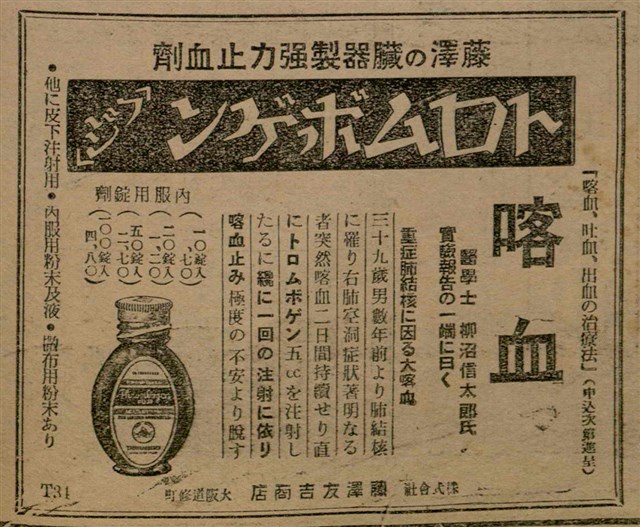 藤澤の臓器製强力止血劑
トロムボゲン「フジ」
『喀血、吐血、出血の治療法』(申込次第進呈)
喀血
醫學士 柳沼信太郎氏
實驗報告の一端に曰く
重症肺結核に因る大喀血
三十九歲男數年前より肺結核
に罹り右肺空洞症狀著明なる
者突然喀血二日間持續せり直
にトロムボゲン五ccを注射し
たるに纔に一回の注射に依り
喀血止み極度の不安より脫す
內服用錠劑
(一〇錠入 .七〇)
(二〇錠入 一.二〇)
(五〇錠入 二.七〇)
(一〇〇錠入 四.八〇)
•他に皮下注射用•內服用粉末及液•撒布用粉末あり
Thrombogen
株式會社 藤澤友吉商店 大阪道修町
T34